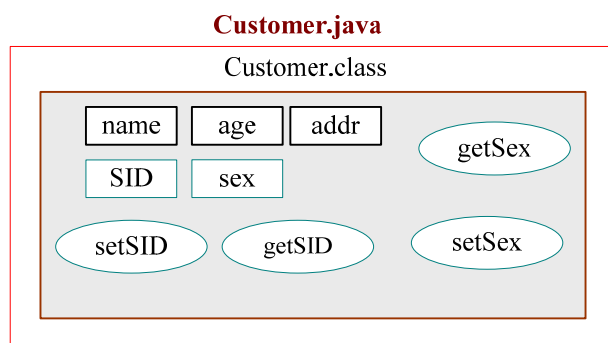 Customer.java
Customer.class
name age addr
getSex
SID sex
setSID getSID setSex